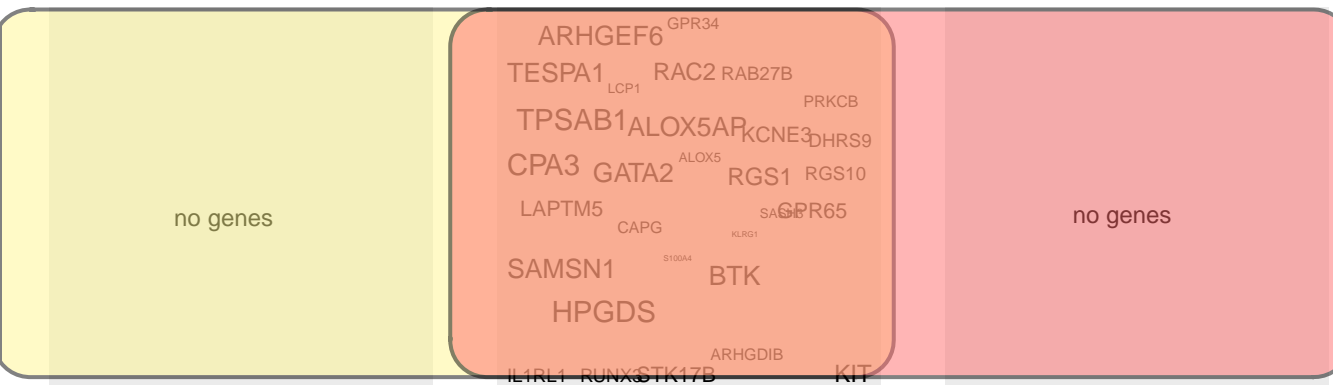 ARHGEF6 GPR34
TESPA1 LCP1 RAC2 RAB27B
PRKCB
TPSAB1 ALOX5AP KCNE3 DHRS9
CPA3 GATA2 ALOX5 RGS1 RGS10
LAPTM5 GPR65
CAPG KLRG1
no genes
no genes
SAMSN1 S100A4 BTK
HPGDS
ARHGDIB
IL1RL1 RUNX3 STK17B KIT